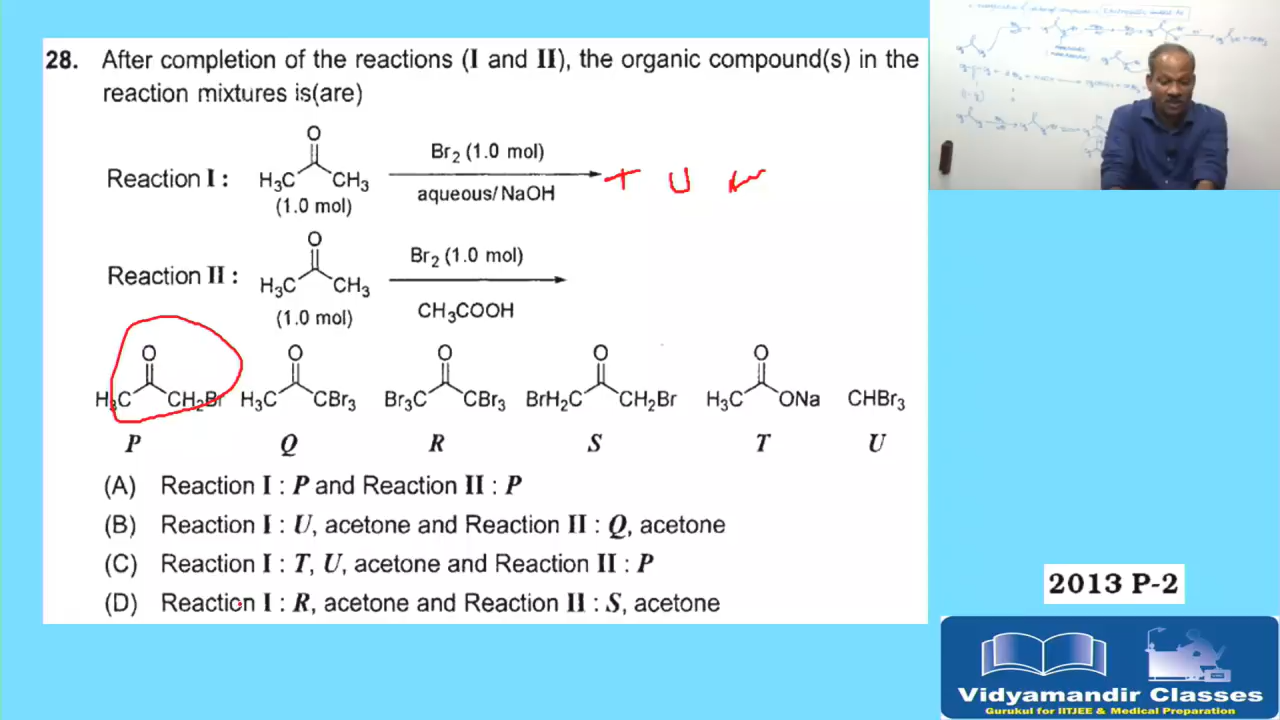 28. After completion of the reactions (I and II), the organic compound(s) in the
reaction mixtures is(are)
O
Reaction I : H3C CH3 Br2 (1.0 mol) T U
(1.0 mol) aqueous/NaOH
O
Reaction II : H3C CH3 Br2 (1.0 mol)
(1.0 mol) CH3COOH
O O O O O
H3C CH2Br H3C CBr3 Br3C CBr3 BrH2C CH2Br H3C ONa CHBr3
P Q R S T U
(A) Reaction I : P and Reaction II : P
(B) Reaction I : U, acetone and Reaction II : Q, acetone
(C) Reaction I : T, U, acetone and Reaction II : P
(D) Reaction I : R, acetone and Reaction II : S, acetone
2013 P-2
Vidyamandir Classes
Gurukul for IITJEE & Medical Preparation